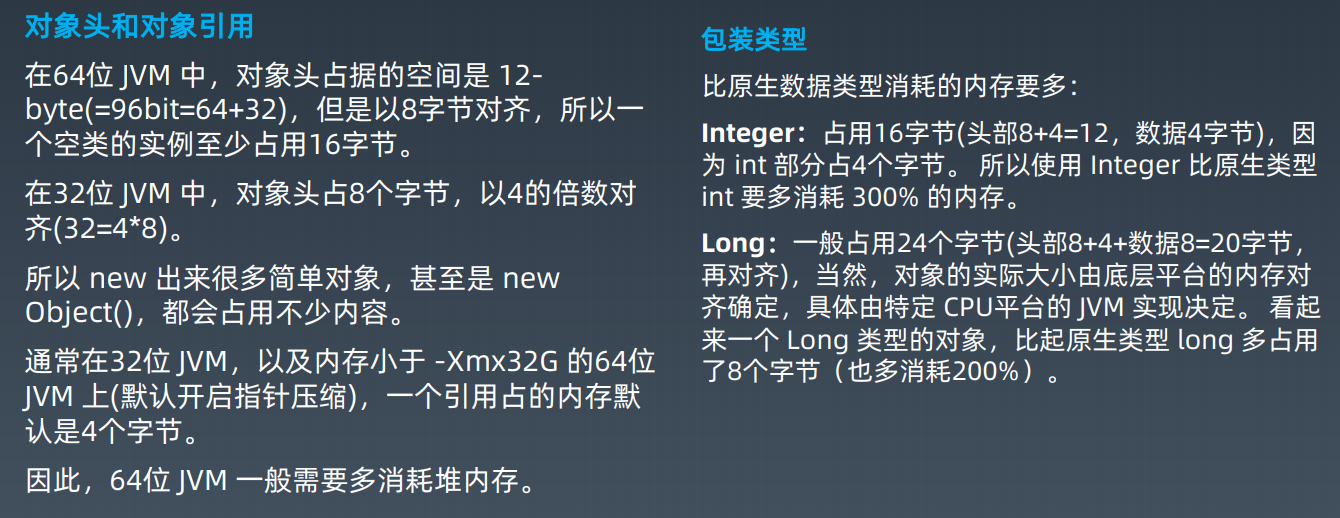 对象头和对象引用
在64位 JVM 中，对象头占据的空间是 12-
byte(=96bit=64+32)，但是以8字节对齐，所以一
个空类的实例至少占用16字节。
在32位 JVM 中，对象头占8个字节，以4的倍数对
齐(32=4*8)。
所以 new 出来很多简单对象，甚至是 new
Object()，都会占用不少内容。
通常在32位 JVM，以及内存小于 -Xmx32G 的64位
JVM 上(默认开启指针压缩)，一个引用占的内存默
认是4个字节。
因此，64位 JVM 一般需要多消耗堆内存。
包装类型
比原生数据类型消耗的内存要多：
Integer：占用16字节(头部8+4=12，数据4字节)，因
为 int 部分占4个字节。 所以使用 Integer 比原生类型
int 要多消耗 300% 的内存。
Long：一般占用24个字节(头部8+4+数据8=20字节，
再对齐)，当然，对象的实际大小由底层平台的内存对
齐确定，具体由特定 CPU平台的 JVM 实现决定。 看起
来一个 Long 类型的对象，比起原生类型 long 多占用
了8个字节（也多消耗200%）。